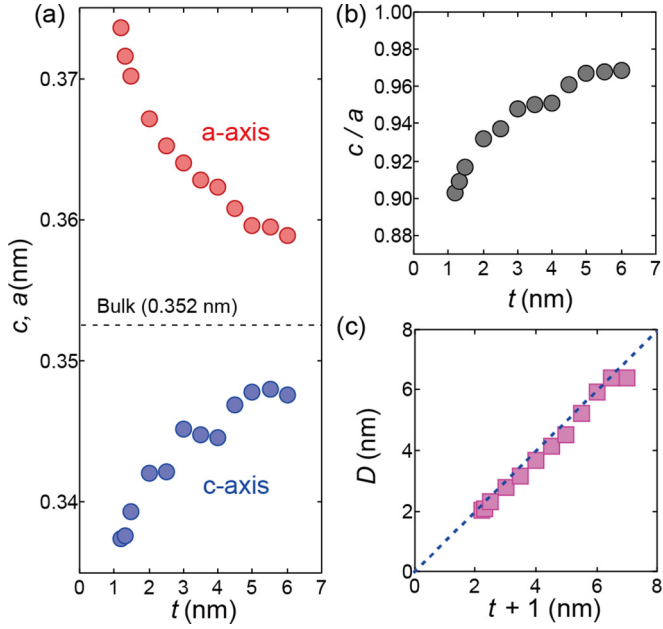 (a)
c, a(nm)
0.37
0.36
0.35
0.34
a-axis
Bulk (0.352 nm)
c-axis
0 1 2 3 4 5 6 7
t (nm)
(b)
c / a
1.00
0.96
0.94
0.92
0.90
0.88
0 1 2 3 4 5 6 7
t (nm)
(c)
D (nm)
8
6
4
2
0
0 2 4 6 8
t + 1 (nm)